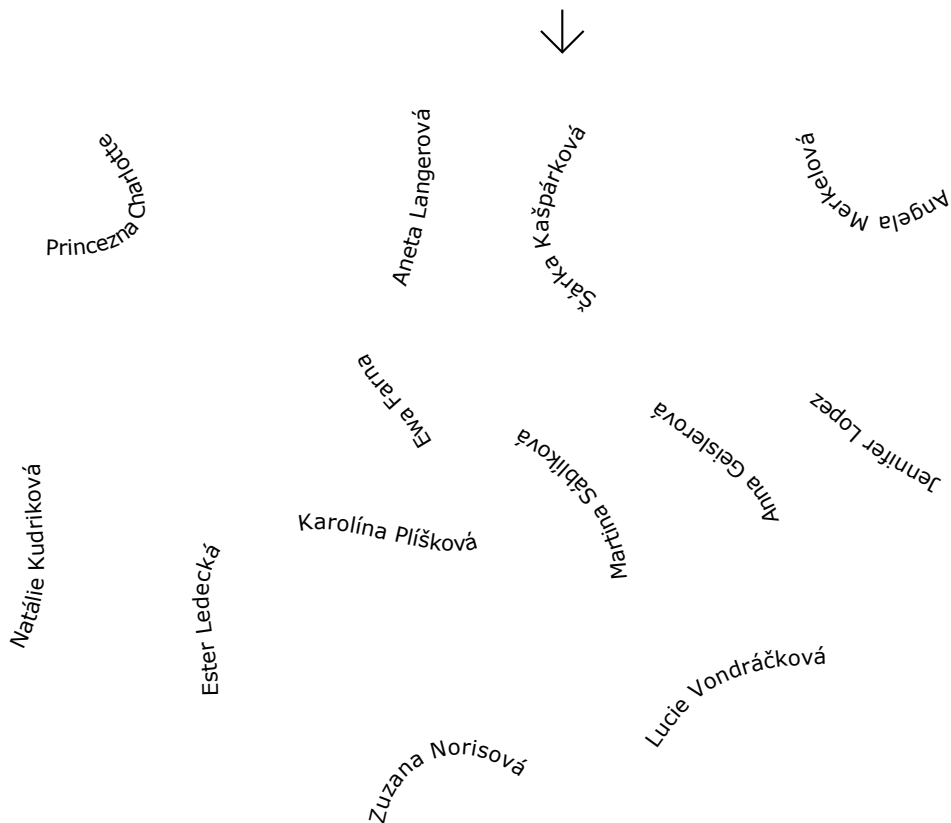 Princezna Charlotte
Aneta Langerová
Šárka Kašpárková
Angela Merkelová
Ewa Farna
Jennifer Lopez
Anna Geislerová
Martina Sáblíková
Natálie Kudriková
Karolína Plíšková
Ester Ledecká
Lucie Vondráčková
Zuzana Norisová